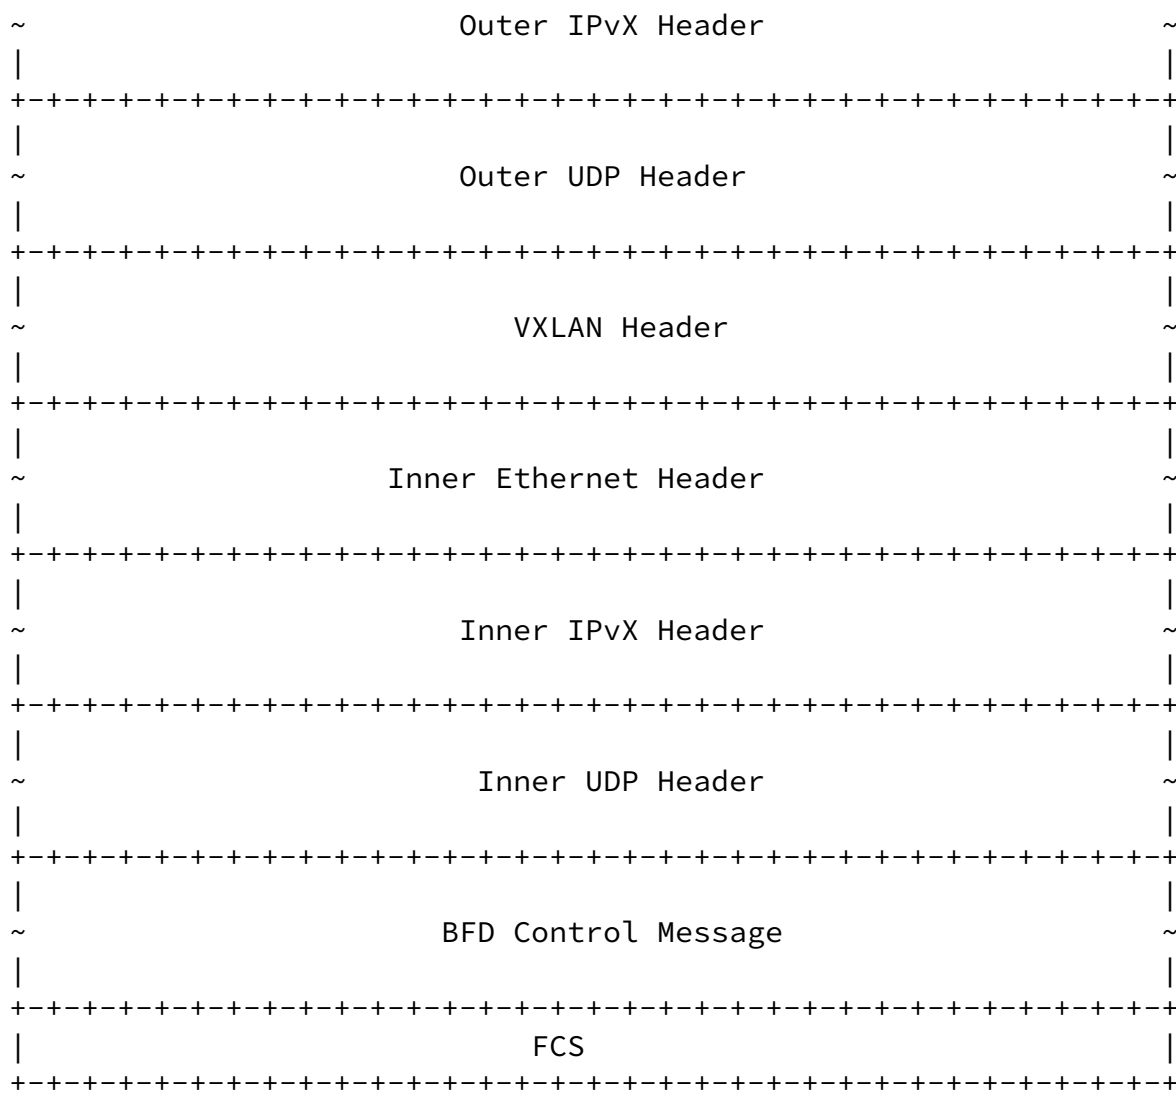 ~                        Outer IPvX Header                      ~
|                                                               |
+-+-+-+-+-+-+-+-+-+-+-+-+-+-+-+-+-+-+-+-+-+-+-+-+-+-+-+-+-+-+-+-+
|                                                               |
~                        Outer UDP Header                       ~
|                                                               |
+-+-+-+-+-+-+-+-+-+-+-+-+-+-+-+-+-+-+-+-+-+-+-+-+-+-+-+-+-+-+-+-+
|                                                               |
~                           VXLAN Header                        ~
|                                                               |
+-+-+-+-+-+-+-+-+-+-+-+-+-+-+-+-+-+-+-+-+-+-+-+-+-+-+-+-+-+-+-+-+
|                                                               |
~                    Inner Ethernet Header                      ~
|                                                               |
+-+-+-+-+-+-+-+-+-+-+-+-+-+-+-+-+-+-+-+-+-+-+-+-+-+-+-+-+-+-+-+-+
|                                                               |
~                        Inner IPvX Header                      ~
|                                                               |
+-+-+-+-+-+-+-+-+-+-+-+-+-+-+-+-+-+-+-+-+-+-+-+-+-+-+-+-+-+-+-+-+
|                                                               |
~                         Inner UDP Header                      ~
|                                                               |
+-+-+-+-+-+-+-+-+-+-+-+-+-+-+-+-+-+-+-+-+-+-+-+-+-+-+-+-+-+-+-+-+
|                                                               |
~                       BFD Control Message                     ~
|                                                               |
+-+-+-+-+-+-+-+-+-+-+-+-+-+-+-+-+-+-+-+-+-+-+-+-+-+-+-+-+-+-+-+-+
|                            FCS                                |
+-+-+-+-+-+-+-+-+-+-+-+-+-+-+-+-+-+-+-+-+-+-+-+-+-+-+-+-+-+-+-+-+